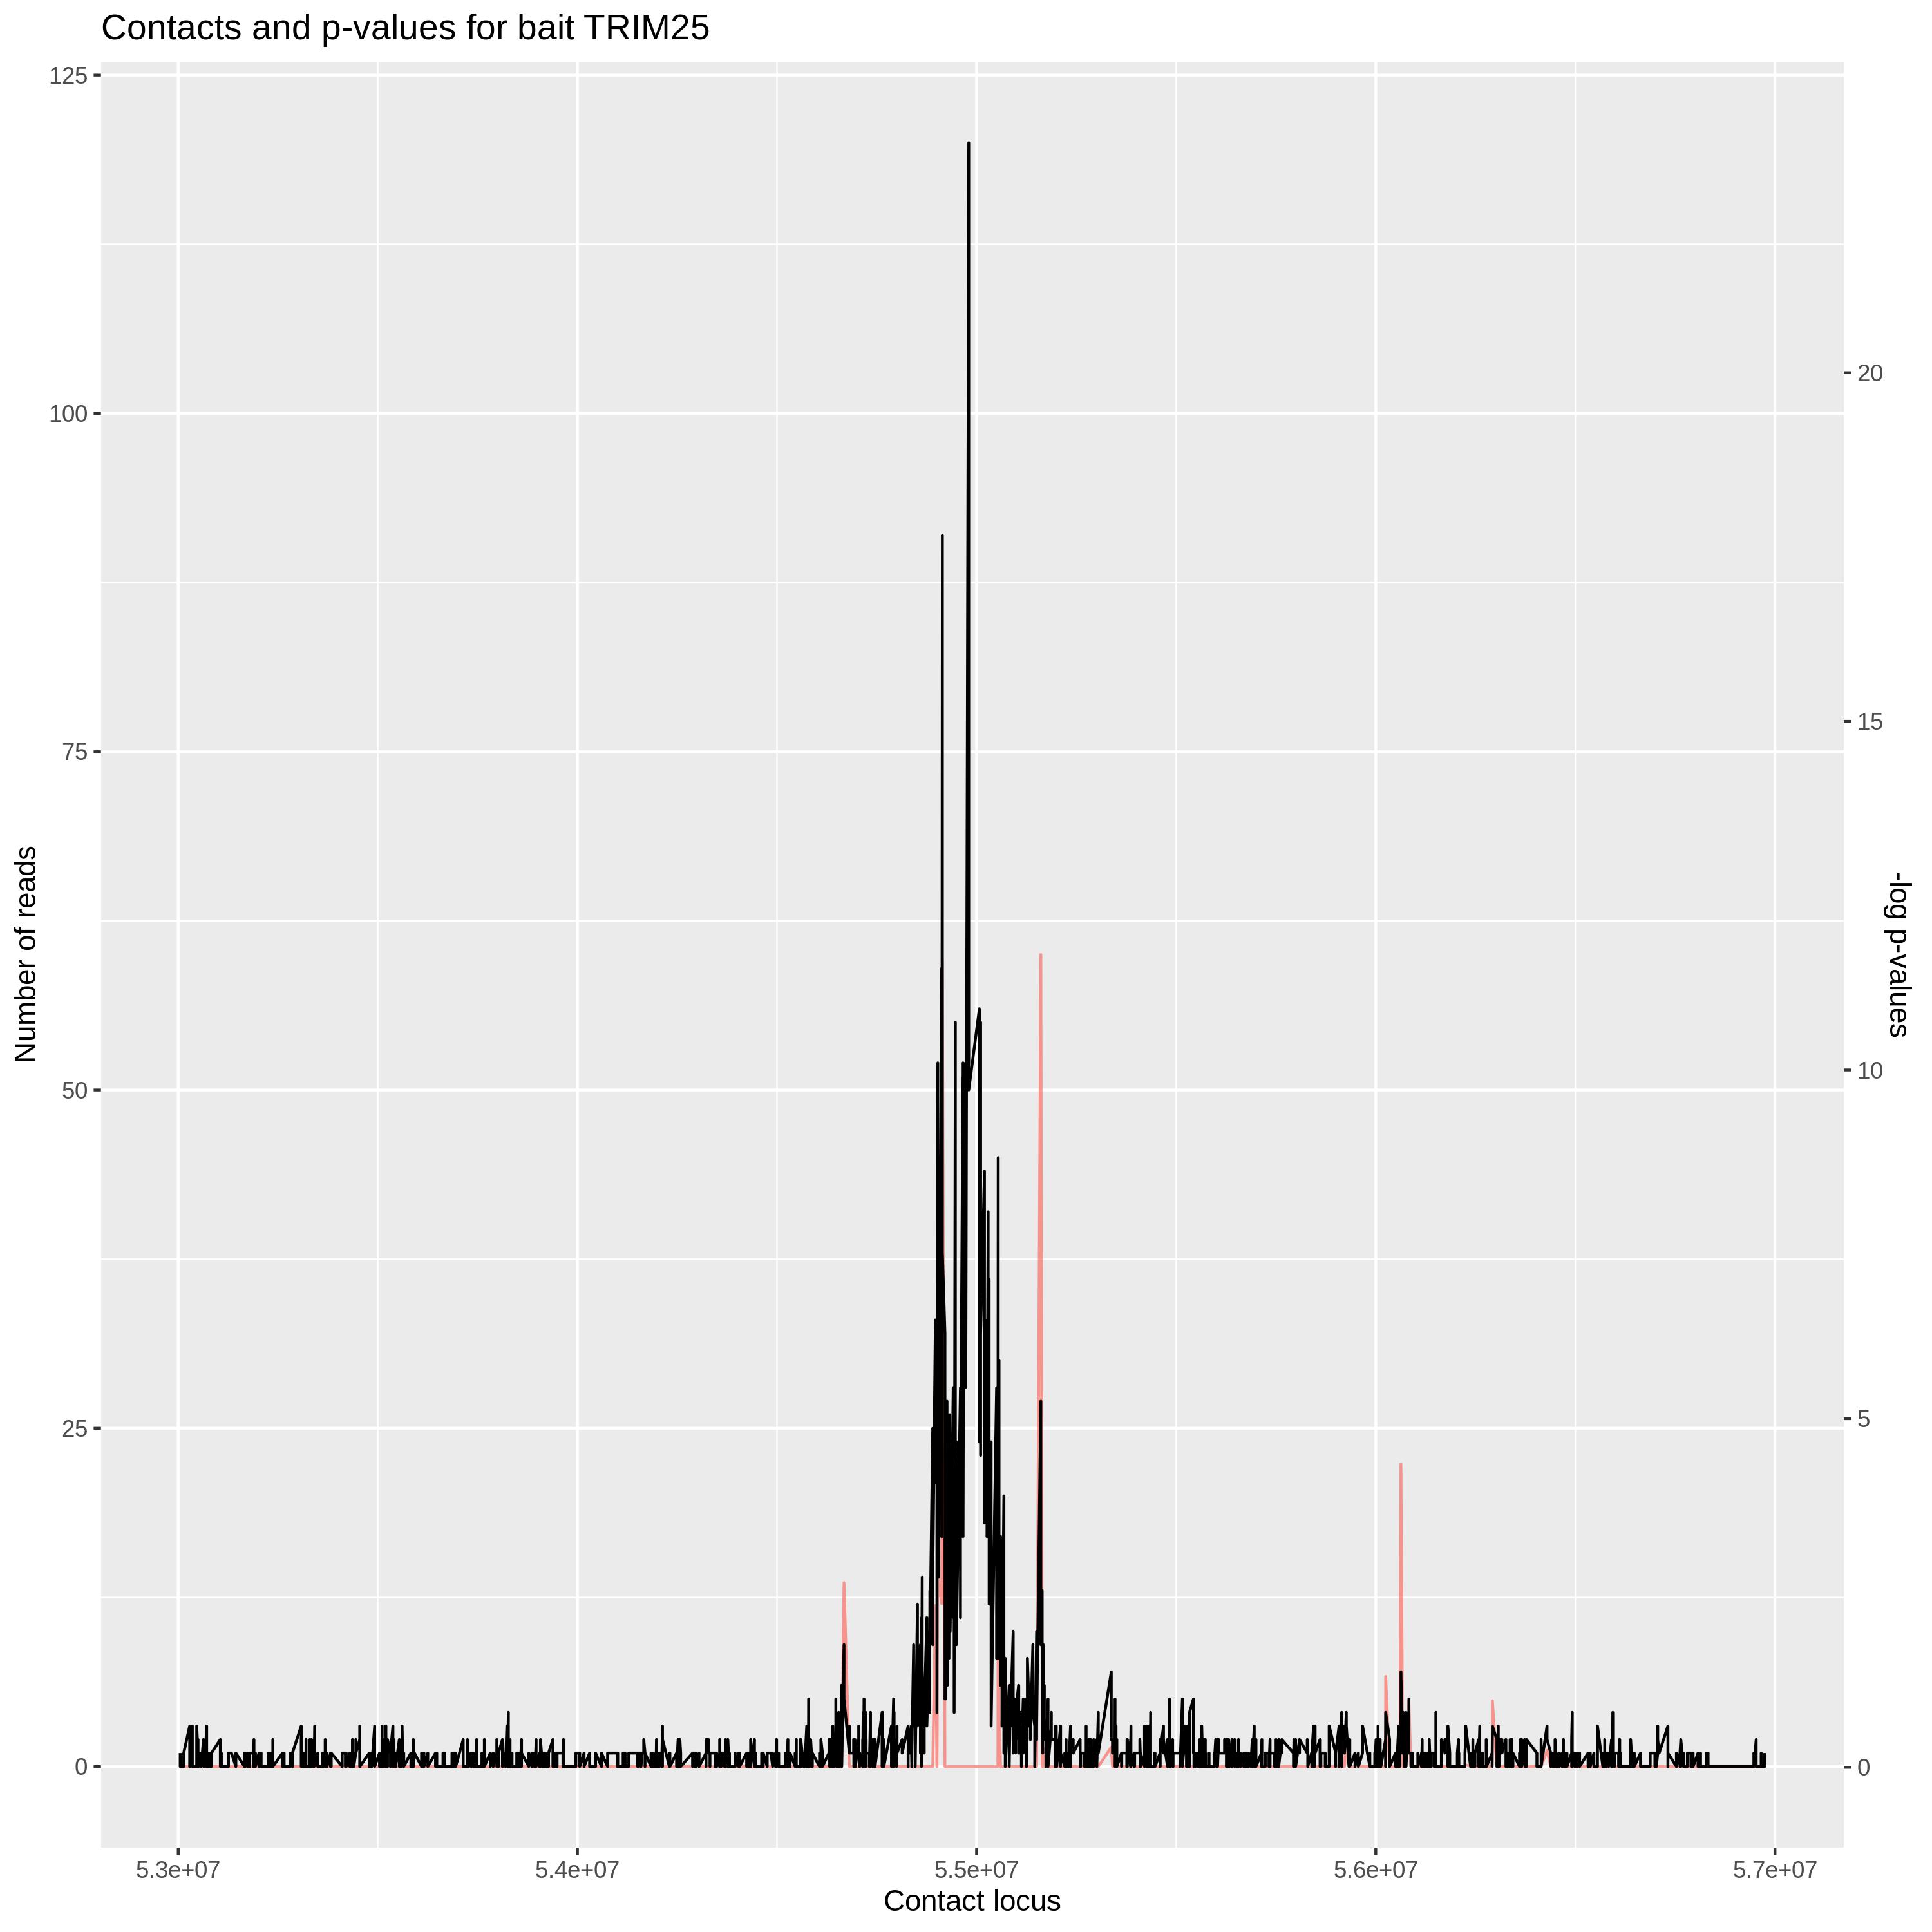 Contacts and p-values for bait TRIM25
125
100
75
50
25
0
Number of reads
20
15
10
5
0
-log p-values
5.3e+07
5.4e+07
5.5e+07
5.6e+07
5.7e+07
Contact locus